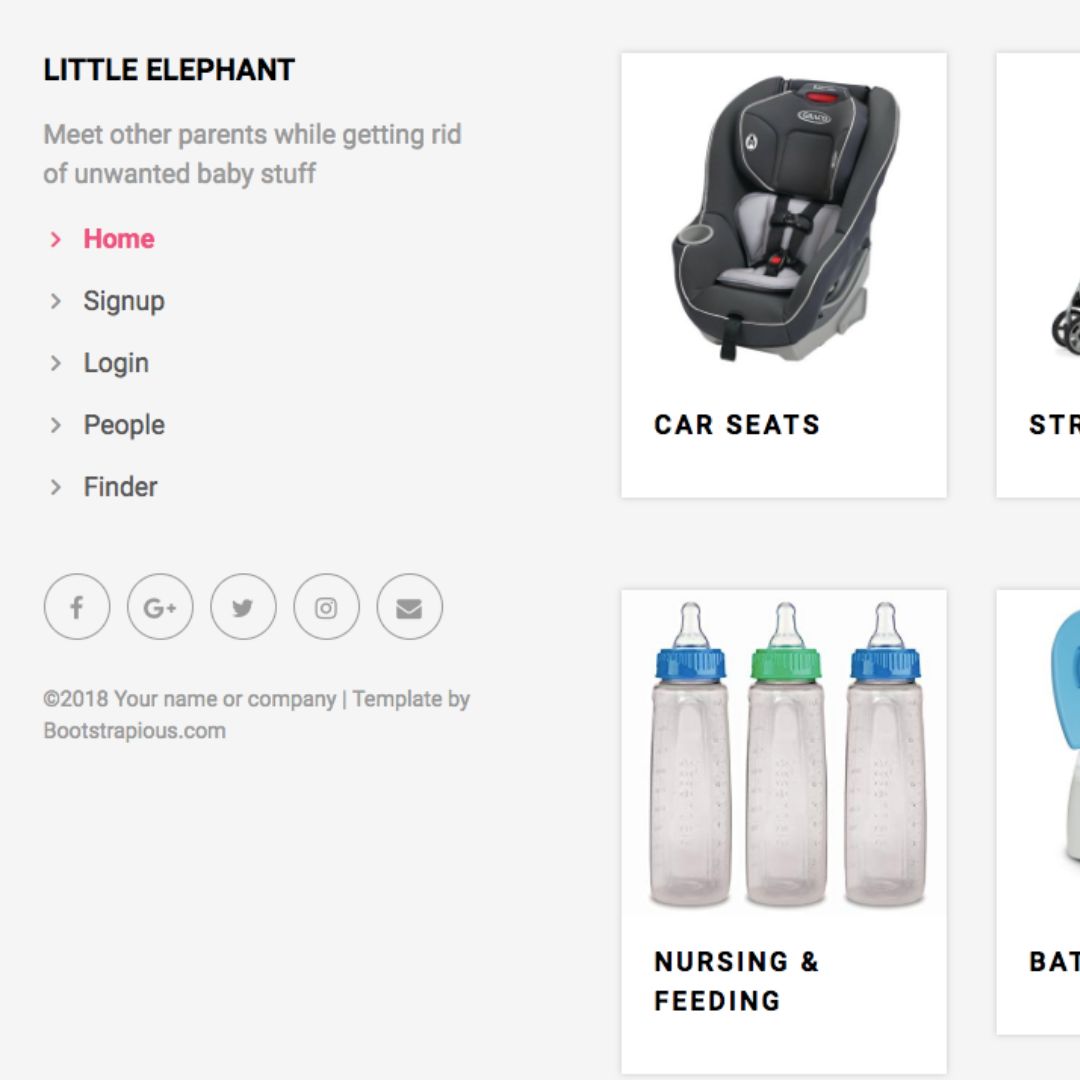 LITTLE ELEPHANT
Meet other parents while getting rid
of unwanted baby stuff
Home
Signup
Login
People
Finder
©2018 Your name or company | Template by
Bootstrapious.com
GRACO
CAR SEATS
STR
NURSING &
FEEDING
BAT